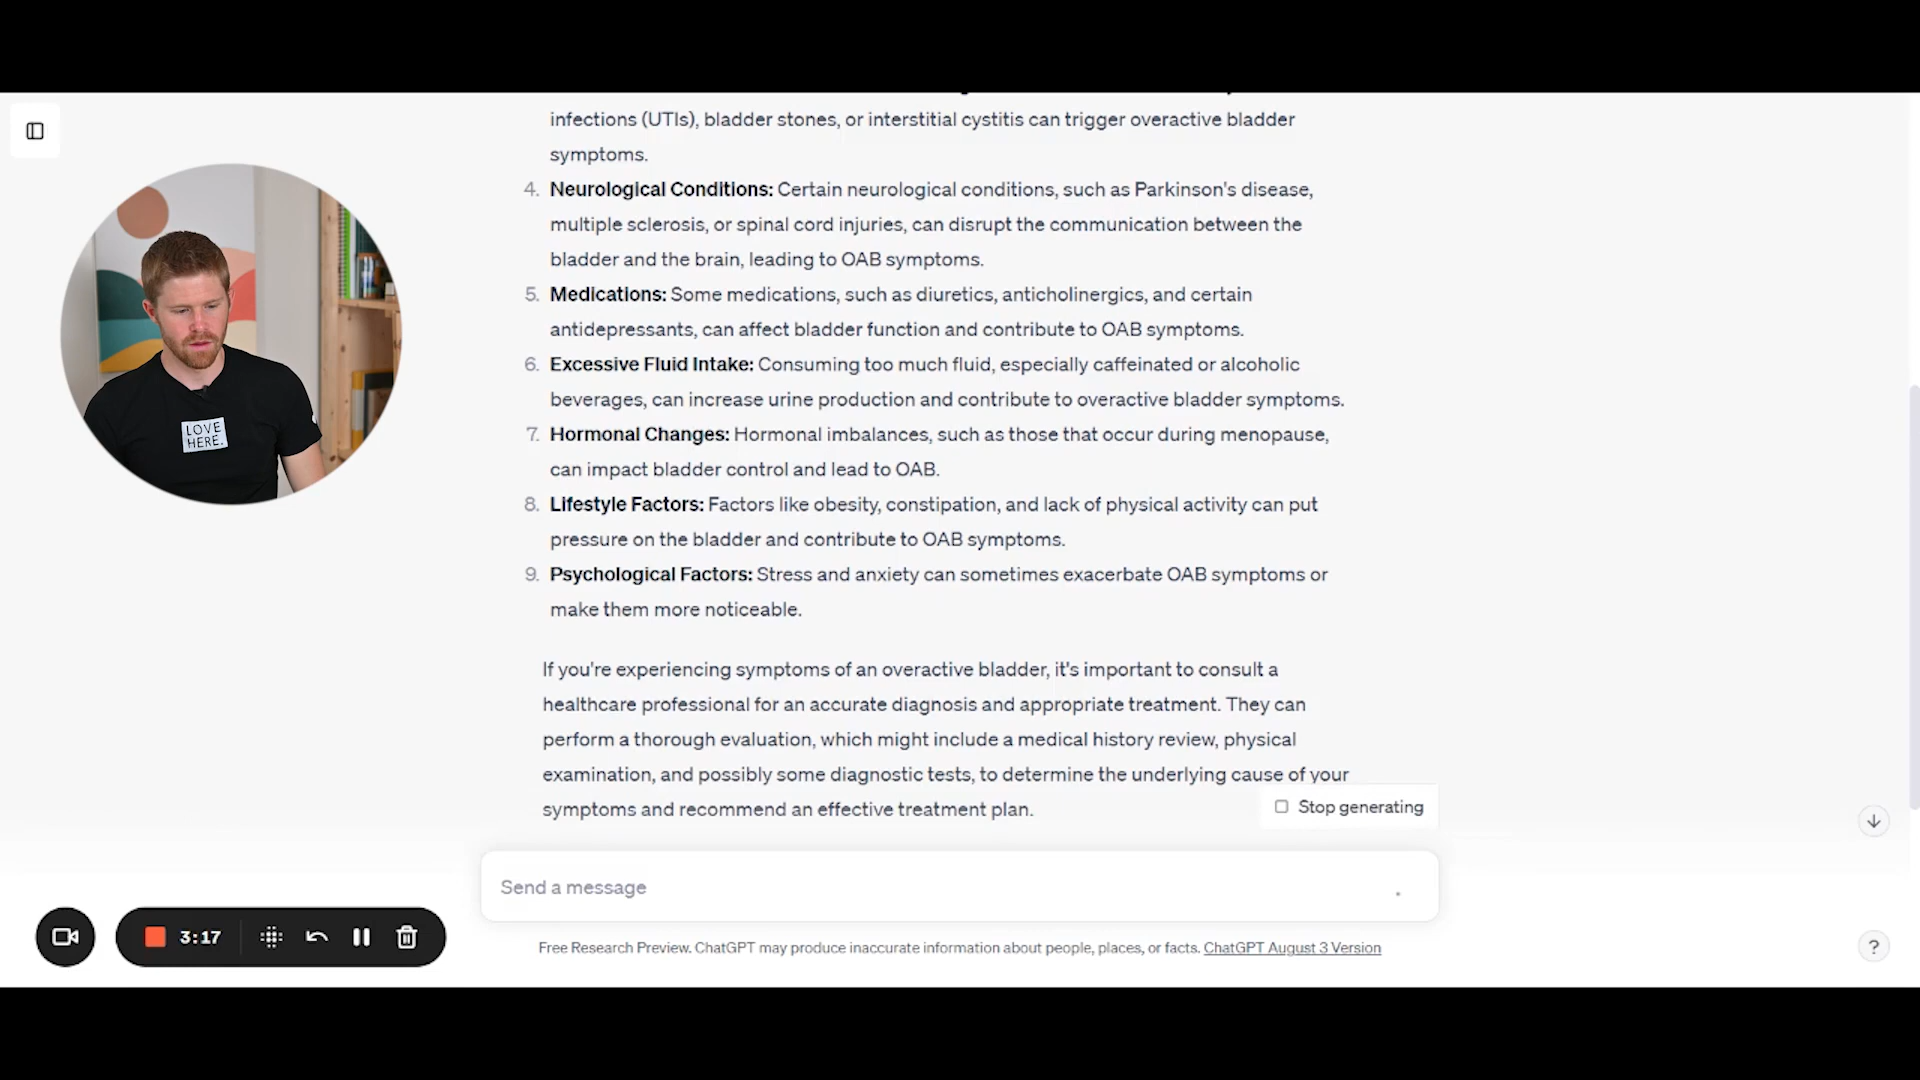 infections (UTIs), bladder stones, or interstitial cystitis can trigger overactive bladder
symptoms.
4. Neurological Conditions: Certain neurological conditions, such as Parkinson's disease,
multiple sclerosis, or spinal cord injuries, can disrupt the communication between the
bladder and the brain, leading to OAB symptoms.
5. Medications: Some medications, such as diuretics, anticholinergics, and certain
antidepressants, can affect bladder function and contribute to OAB symptoms.
6. Excessive Fluid Intake: Consuming too much fluid, especially caffeinated or alcoholic
beverages, can increase urine production and contribute to overactive bladder symptoms.
7. Hormonal Changes: Hormonal imbalances, such as those that occur during menopause,
can impact bladder control and lead to OAB.
8. Lifestyle Factors: Factors like obesity, constipation, and lack of physical activity can put
pressure on the bladder and contribute to OAB symptoms.
9. Psychological Factors: Stress and anxiety can sometimes exacerbate OAB symptoms or
make them more noticeable.
If you're experiencing symptoms of an overactive bladder, it's important to consult a
healthcare professional for an accurate diagnosis and appropriate treatment. They can
perform a thorough evaluation, which might include a medical history review, physical
examination, and possibly some diagnostic tests, to determine the underlying cause of your
symptoms and recommend an effective treatment plan.
Stop generating
Send a message
Free Research Preview. ChatGPT may produce inaccurate information about people, places, or facts. ChatGPT August 3 Version
LOVE
HERE.
3:17
?